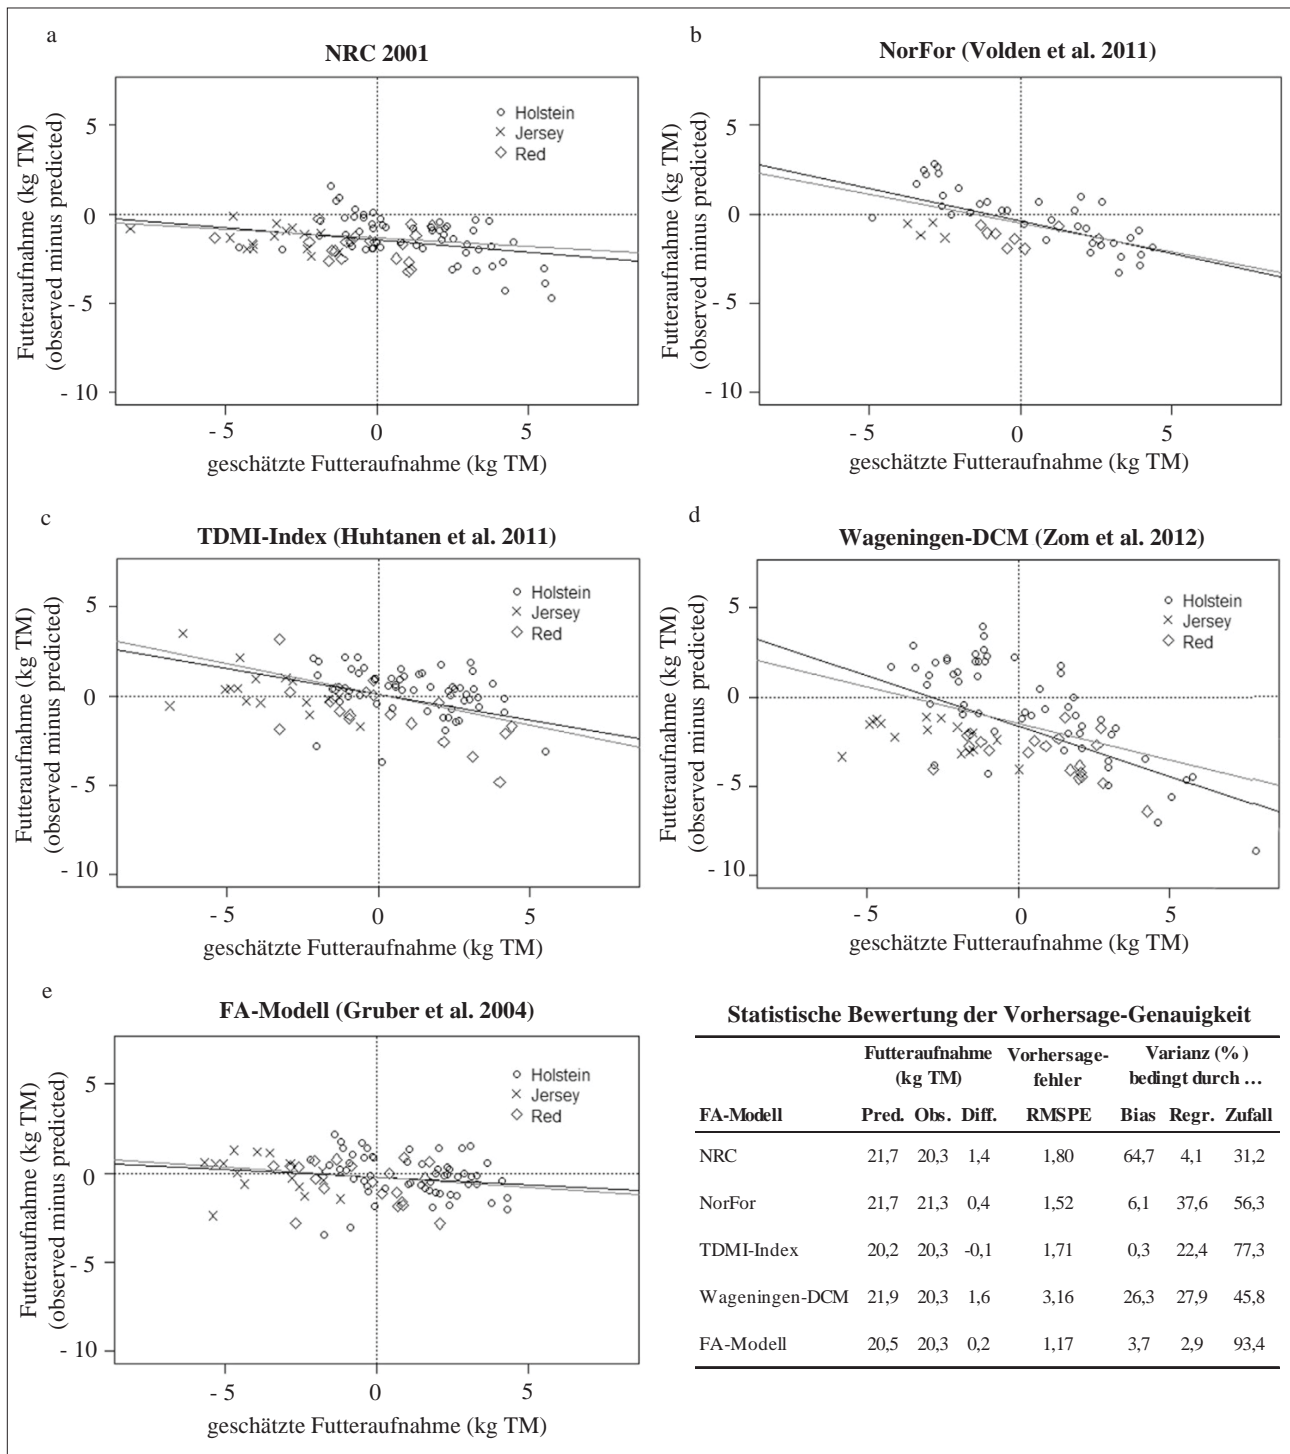 a
NRC 2001
Futteraufnahme (kg TM)
(observed minus predicted)
5
0
- 5
- 10
Holstein
Jersey
Red
- 5
0
5
geschätzte Futteraufnahme (kg TM)
b
NorFor (Volden et al. 2011)
Futteraufnahme (kg TM)
(observed minus predicted)
5
0
- 5
- 10
- 5
0
5
geschätzte Futteraufnahme (kg TM)
c
TDMI-Index (Huhtanen et al. 2011)
Futteraufnahme (kg TM)
(observed minus predicted)
5
0
- 5
- 10
Holstein
Jersey
Red
- 5
0
5
geschätzte Futteraufnahme (kg TM)
d
Wageningen-DCM (Zom et al. 2012)
Futteraufnahme (kg TM)
(observed minus predicted)
5
0
- 5
- 10
Holstein
Jersey
Red
- 5
0
5
geschätzte Futteraufnahme (kg TM)
e
FA-Modell (Gruber et al. 2004)
Futteraufnahme (kg TM)
(observed minus predicted)
5
0
- 5
- 10
Holstein
Jersey
Red
- 5
0
5
geschätzte Futteraufnahme (kg TM)
Statistische Bewertung der Vorhersage-Genauigkeit
Futteraufnahme Vorhersage- Varianz (%)
(kg TM) fehler bedingt durch ...
FA-Modell Pred. Obs. Diff. RMSPE Bias Regr. Zufall
NRC 21,7 20,3 1,4 1,80 64,7 4,1 31,2
NorFor 21,7 21,3 0,4 1,52 6,1 37,6 56,3
TDMI-Index 20,2 20,3 -0,1 1,71 0,3 22,4 77,3
Wageningen-DCM 21,9 20,3 1,6 3,16 26,3 27,9 45,8
FA-Modell 20,5 20,3 0,2 1,17 3,7 2,9 93,4